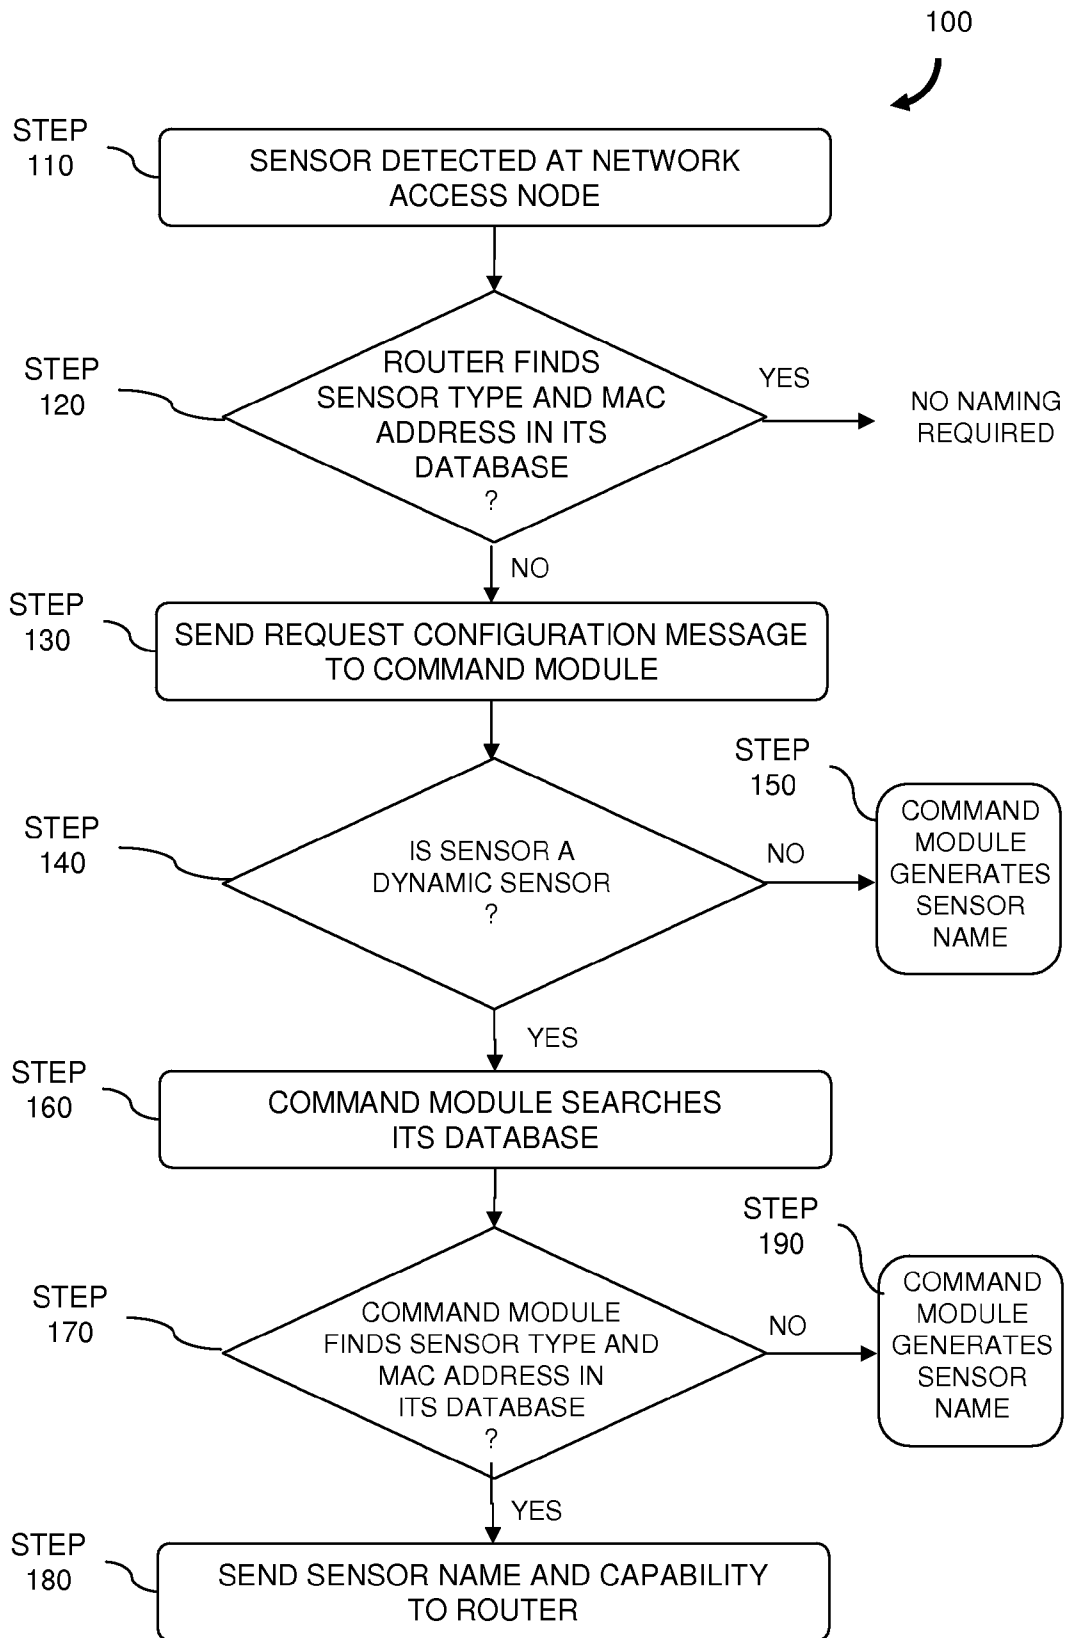 100
STEP
110
SENSOR DETECTED AT NETWORK
ACCESS NODE
STEP
120
ROUTER FINDS
SENSOR TYPE AND MAC
ADDRESS IN ITS
DATABASE
?
YES
NO NAMING
REQUIRED
NO
STEP
130
SEND REQUEST CONFIGURATION MESSAGE
TO COMMAND MODULE
STEP
140
IS SENSOR A
DYNAMIC SENSOR
?
NO
STEP
150
COMMAND
MODULE
GENERATES
SENSOR
NAME
YES
STEP
160
COMMAND MODULE SEARCHES
ITS DATABASE
STEP
170
COMMAND MODULE
FINDS SENSOR TYPE AND
MAC ADDRESS IN
ITS DATABASE
?
NO
STEP
190
COMMAND
MODULE
GENERATES
SENSOR
NAME
YES
STEP
180
SEND SENSOR NAME AND CAPABILITY
TO ROUTER